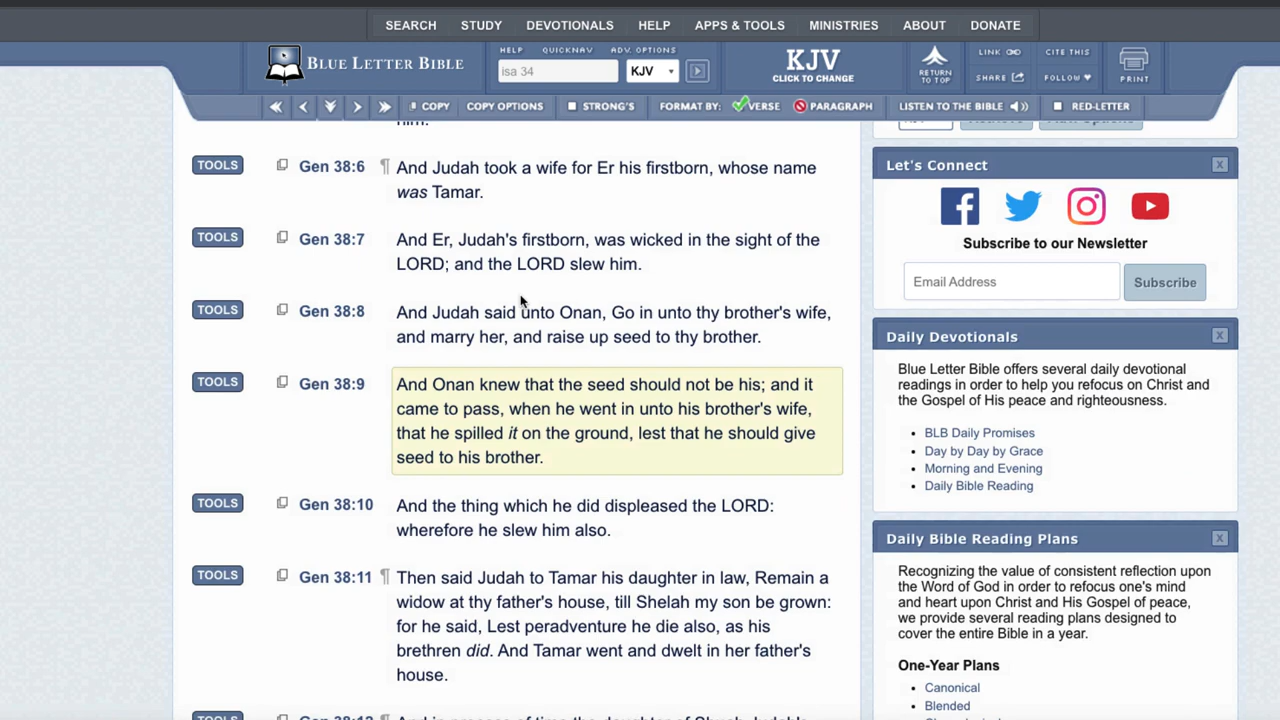 SEARCH STUDY DEVOTIONALS HELP APPS & TOOLS MINISTRIES ABOUT DONATE
BLUE LETTER BIBLE
HELP QUICKNAV ADV. OPTIONS
isa 34 KJV
KJV
CLICK TO CHANGE
RETURN
TO TOP
LINK CITE THIS
SHARE FOLLOW
PRINT
COPY COPY OPTIONS STRONG'S FORMAT BY: VERSE PARAGRAPH LISTEN TO THE BIBLE RED-LETTER
him.
TOOLS Gen 38:6 ¶ And Judah took a wife for Er his firstborn, whose name
was Tamar.
TOOLS Gen 38:7 And Er, Judah's firstborn, was wicked in the sight of the
LORD; and the LORD slew him.
TOOLS Gen 38:8 And Judah said unto Onan, Go in unto thy brother's wife,
and marry her, and raise up seed to thy brother.
TOOLS Gen 38:9 And Onan knew that the seed should not be his; and it
came to pass, when he went in unto his brother's wife,
that he spilled it on the ground, lest that he should give
seed to his brother.
TOOLS Gen 38:10 And the thing which he did displeased the LORD:
wherefore he slew him also.
TOOLS Gen 38:11 ¶ Then said Judah to Tamar his daughter in law, Remain a
widow at thy father's house, till Shelah my son be grown:
for he said, Lest peradventure he die also, as his
brethren did. And Tamar went and dwelt in her father's
house.
Let's Connect X
Subscribe to our Newsletter
Email Address Subscribe
Daily Devotionals X
Blue Letter Bible offers several daily devotional
readings in order to help you refocus on Christ and
the Gospel of His peace and righteousness.
• BLB Daily Promises
• Day by Day by Grace
• Morning and Evening
• Daily Bible Reading
Daily Bible Reading Plans X
Recognizing the value of consistent reflection upon
the Word of God in order to refocus one's mind
and heart upon Christ and His Gospel of peace,
we provide several reading plans designed to
cover the entire Bible in a year.
One-Year Plans
• Canonical
• Blended